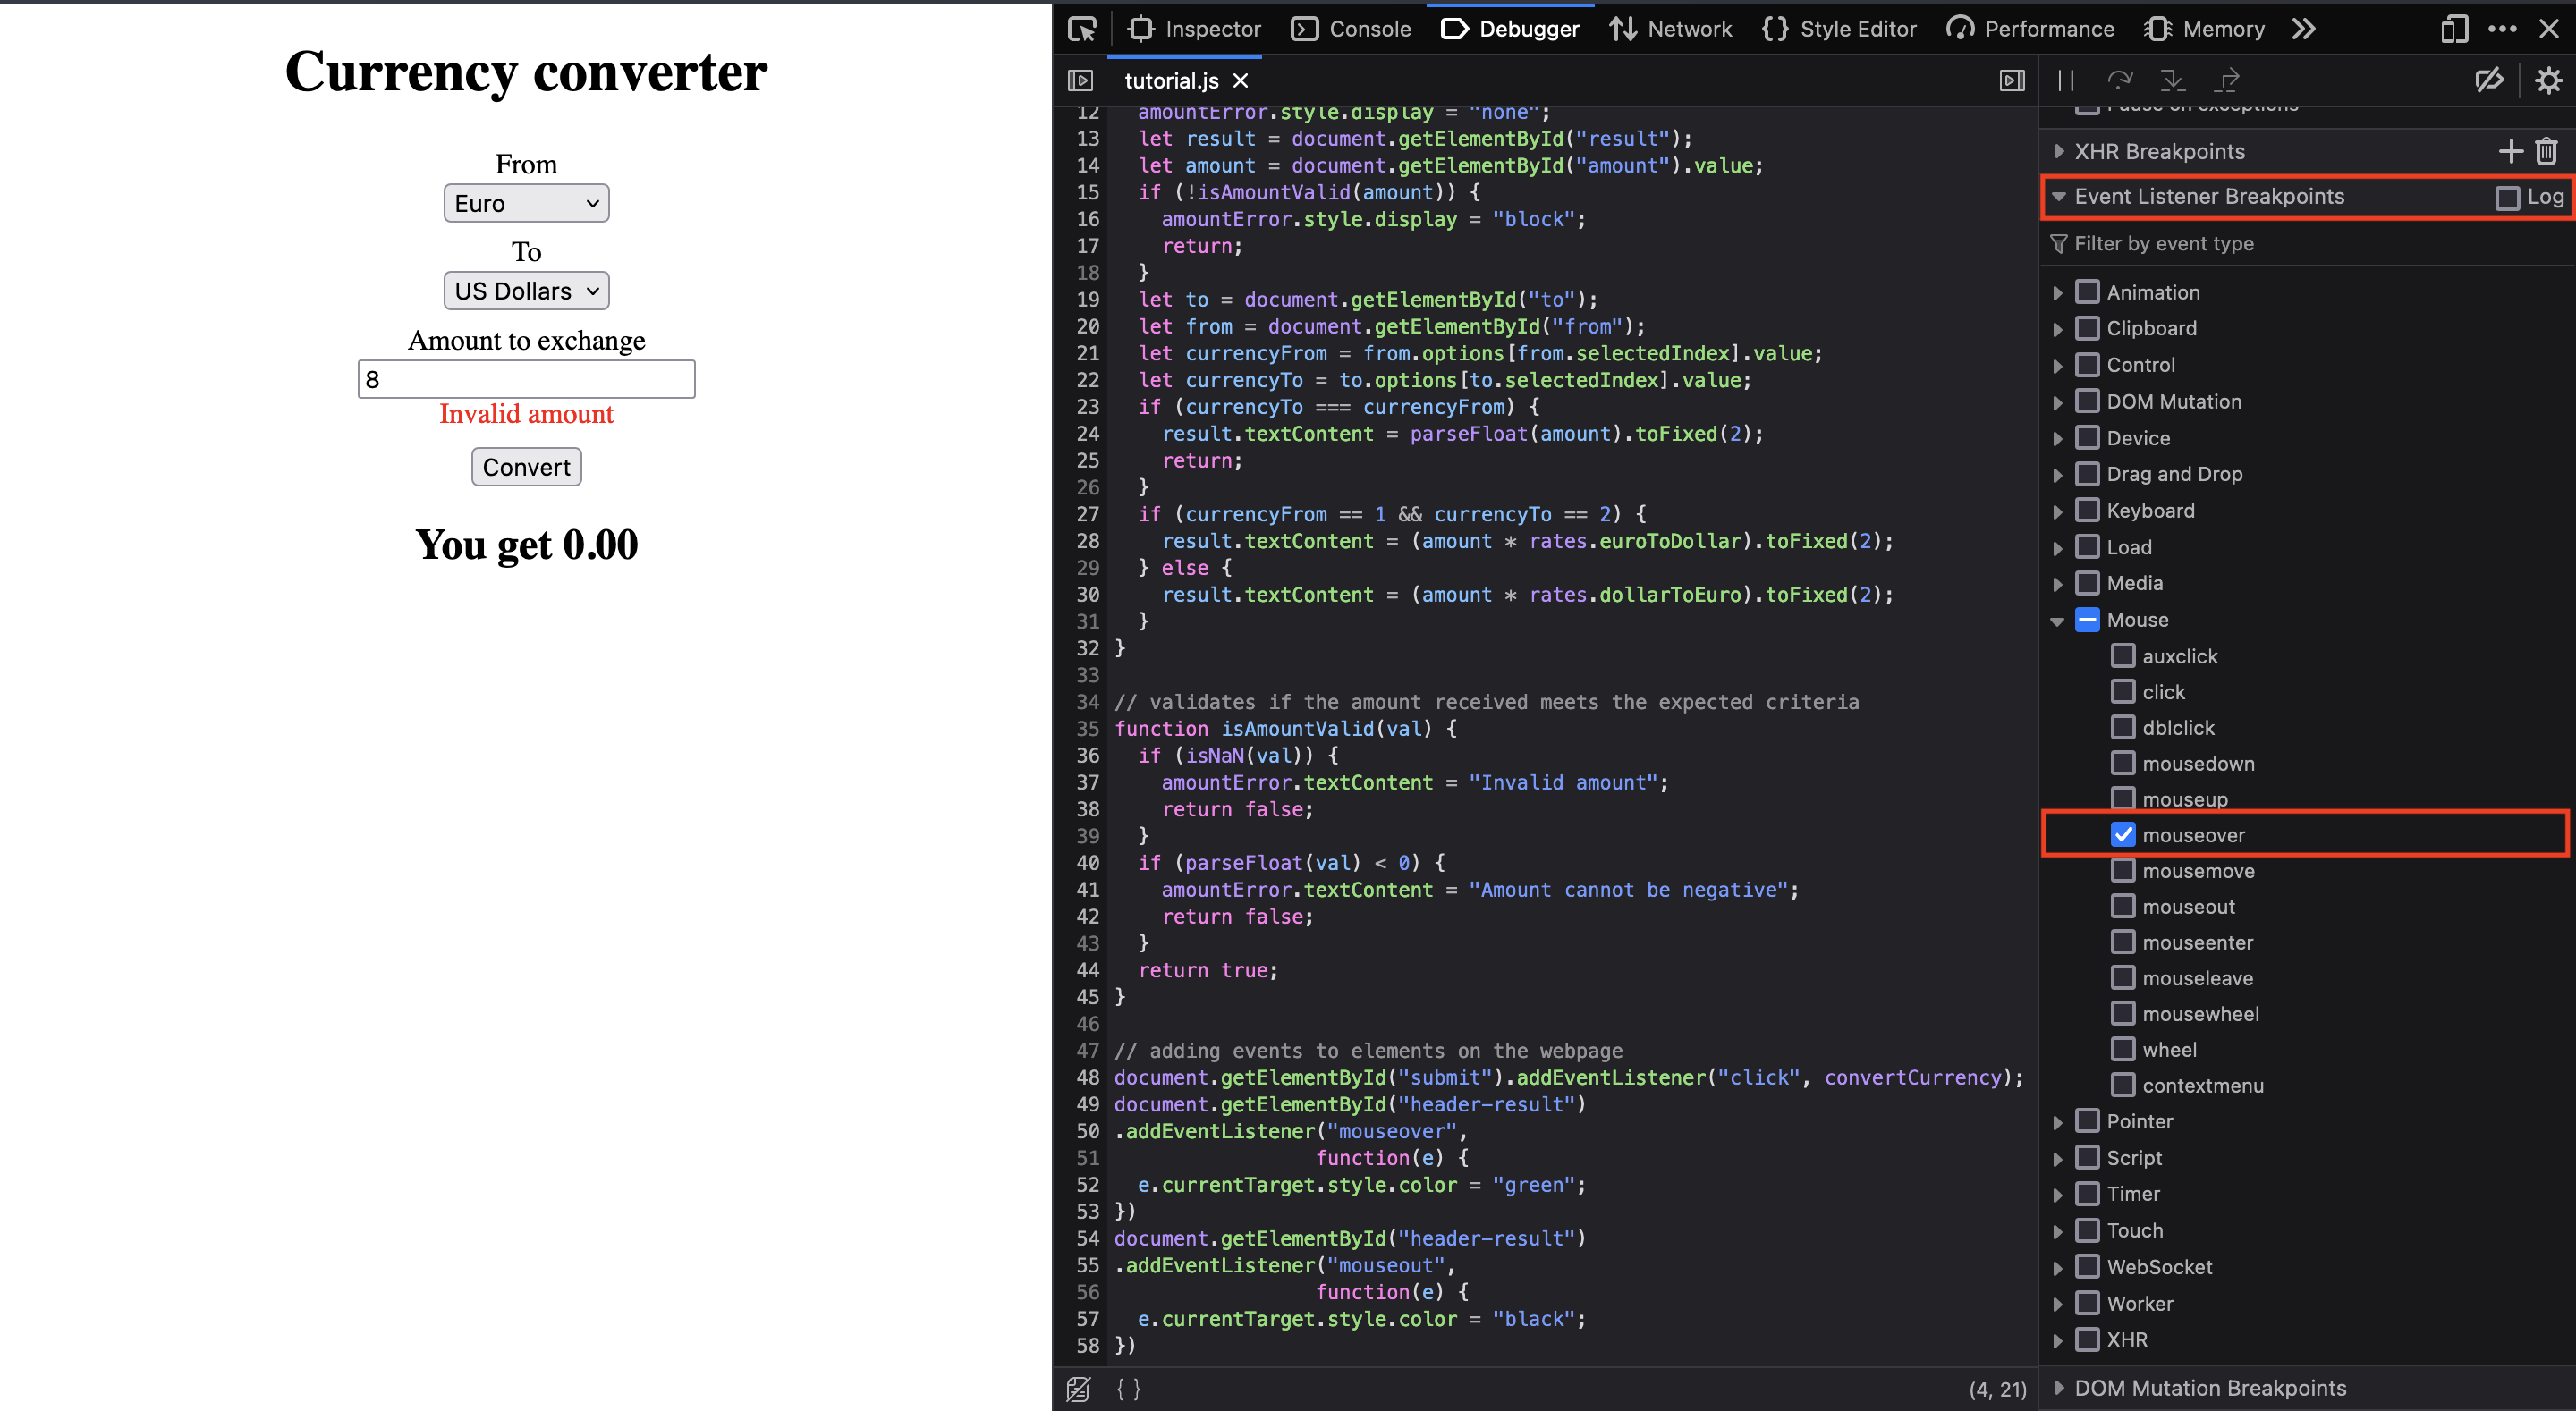 Currency converter
From
Euro
To
US Dollars
Amount to exchange
8
Invalid amount
Convert
You get 0.00
Inspector
Console
Debugger
Network
Style Editor
Performance
Memory
tutorial.js
12   amountError.style.display = "none";
13   let result = document.getElementById("result");
14   let amount = document.getElementById("amount").value;
15   if (!isAmountValid(amount)) {
16     amountError.style.display = "block";
17     return;
18   }
19   let to = document.getElementById("to");
20   let from = document.getElementById("from");
21   let currencyFrom = from.options[from.selectedIndex].value;
22   let currencyTo = to.options[to.selectedIndex].value;
23   if (currencyTo === currencyFrom) {
24     result.textContent = parseFloat(amount).toFixed(2);
25     return;
26   }
27   if (currencyFrom == 1 && currencyTo == 2) {
28     result.textContent = (amount * rates.euroToDollar).toFixed(2);
29   } else {
30     result.textContent = (amount * rates.dollarToEuro).toFixed(2);
31   }
32 }
33
34 // validates if the amount received meets the expected criteria
35 function isAmountValid(val) {
36   if (isNaN(val)) {
37     amountError.textContent = "Invalid amount";
38     return false;
39   }
40   if (parseFloat(val) < 0) {
41     amountError.textContent = "Amount cannot be negative";
42     return false;
43   }
44   return true;
45 }
46
47 // adding events to elements on the webpage
48 document.getElementById("submit").addEventListener("click", convertCurrency);
49 document.getElementById("header-result")
50 .addEventListener("mouseover",
51                  function(e) {
52   e.currentTarget.style.color = "green";
53 })
54 document.getElementById("header-result")
55 .addEventListener("mouseout",
56                  function(e) {
57   e.currentTarget.style.color = "black";
58 })
{ }
(4, 21)
Pause on exceptions
XHR Breakpoints
Event Listener Breakpoints Log
Filter by event type
Animation
Clipboard
Control
DOM Mutation
Device
Drag and Drop
Keyboard
Load
Media
Mouse
auxclick
click
dblclick
mousedown
mouseup
mouseover
mousemove
mouseout
mouseenter
mouseleave
mousewheel
wheel
contextmenu
Pointer
Script
Timer
Touch
WebSocket
Worker
XHR
DOM Mutation Breakpoints